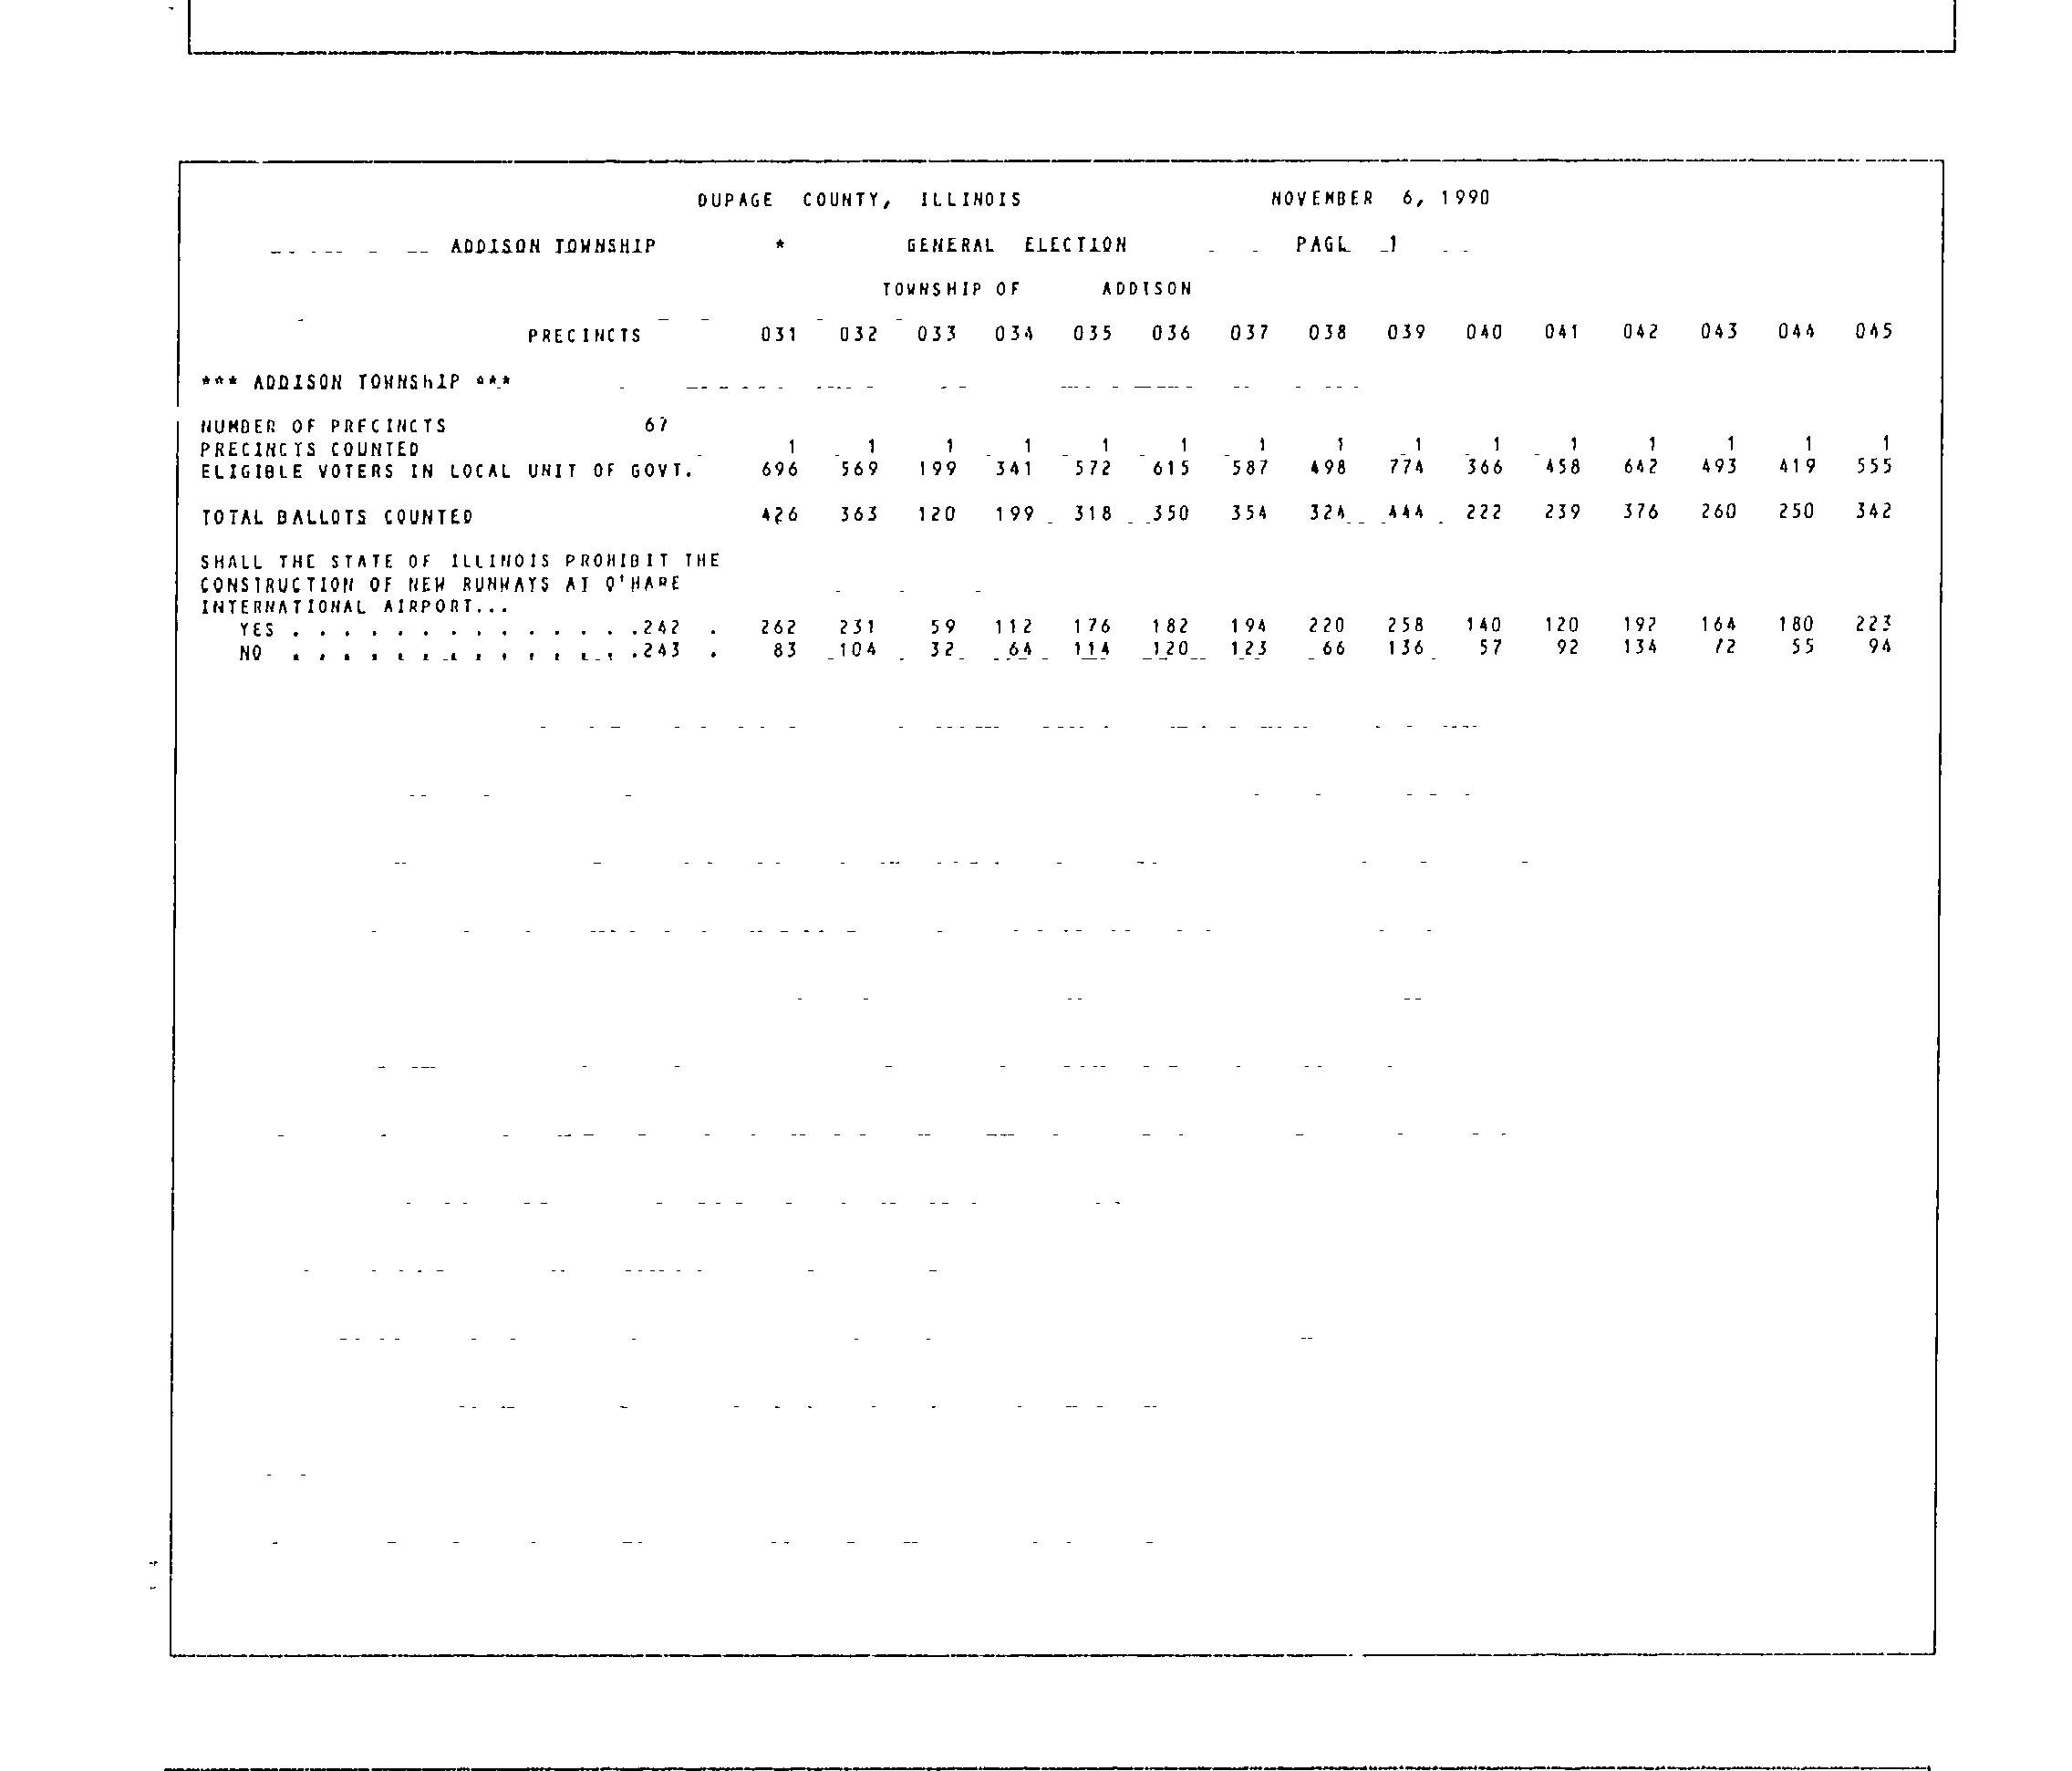 DUPAGE COUNTY, ILLINOIS NOVEMBER 6, 1990
ADDISON TOWNSHIP * GENERAL ELECTION PAGE 1
TOWNSHIP OF ADDISON
PRECINCTS 031 032 033 034 035 036 037 038 039 040 041 042 043 044 045
*** ADDISON TOWNSHIP ***
NUMBER OF PRECINCTS 67
PRECINCTS COUNTED 1 1 1 1 1 1 1 1 1 1 1 1 1 1 1
ELIGIBLE VOTERS IN LOCAL UNIT OF GOVT. 696 569 199 341 572 615 587 498 774 366 458 642 493 419 555
TOTAL BALLOTS COUNTED 426 363 120 199 318 350 354 324 444 222 239 376 260 250 342
SHALL THE STATE OF ILLINOIS PROHIBIT THE
CONSTRUCTION OF NEW RUNWAYS AT O'HARE
INTERNATIONAL AIRPORT...
YES . . . . . . . . . . . . . .242 . 262 231 59 112 176 182 194 220 258 140 120 192 164 180 223
NO . . . . . . . . . . . . . .243 . 83 104 32 64 114 120 123 66 136 57 92 134 72 55 94